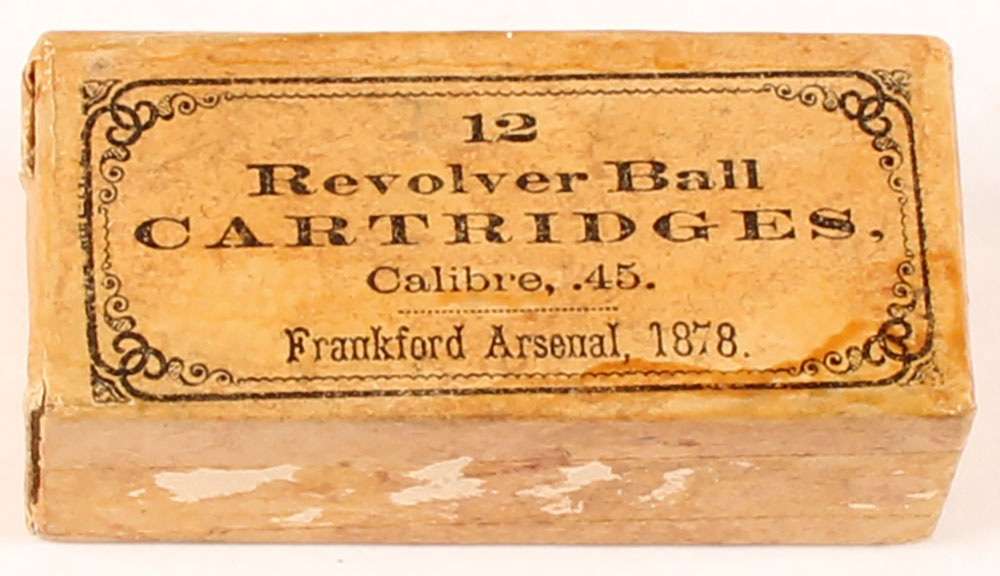 12
Revolver Ball
CARTRIDGES,
Calibre, .45.
Frankford Arsenal, 1878.